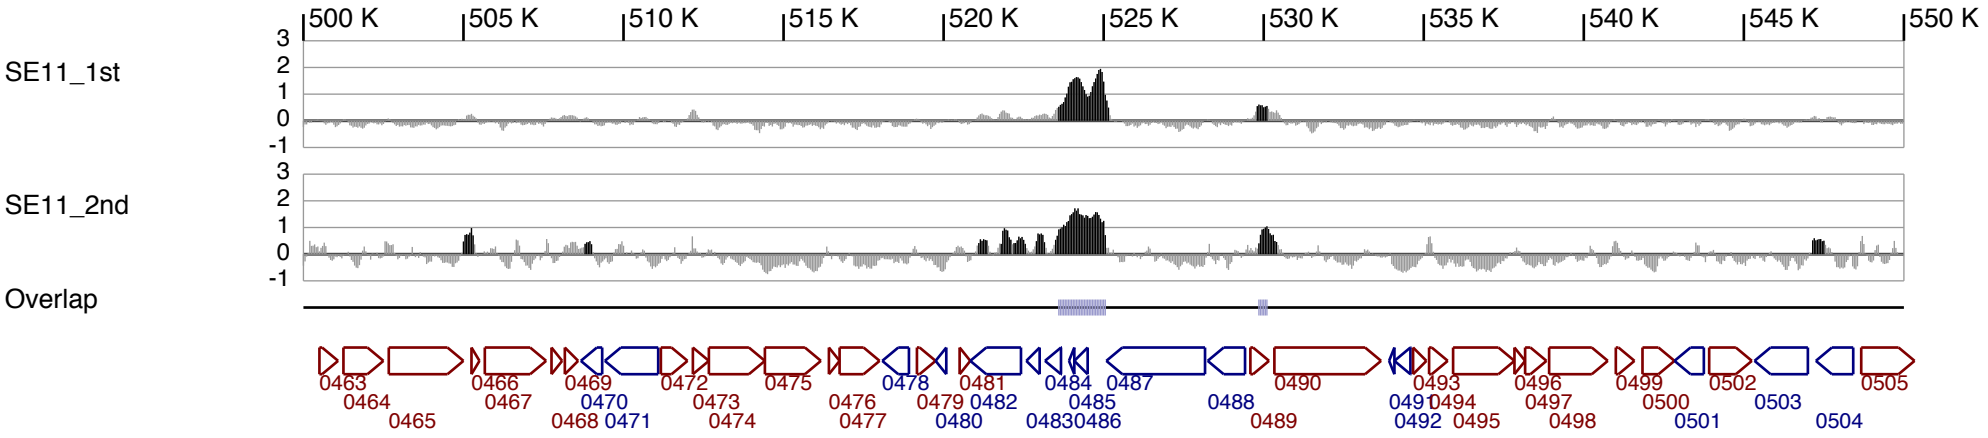 500 K 505 K 510 K 515 K 520 K 525 K 530 K 535 K 540 K 545 K 550 K
SE11_1st
3
2
1
0
-1
SE11_2nd
3
2
1
0
-1
Overlap
0463 0466 0469 0472 0475 0478 0481 0484 0487 0490 0493 0496 0499 0502 0505
0464 0467 0470 0473 0476 0479 0482 0485 0488 0491 0494 0497 0500 0503
0465 0468 0471 0474 0477 0480 0483 0486 0489 0492 0495 0498 0501 0504